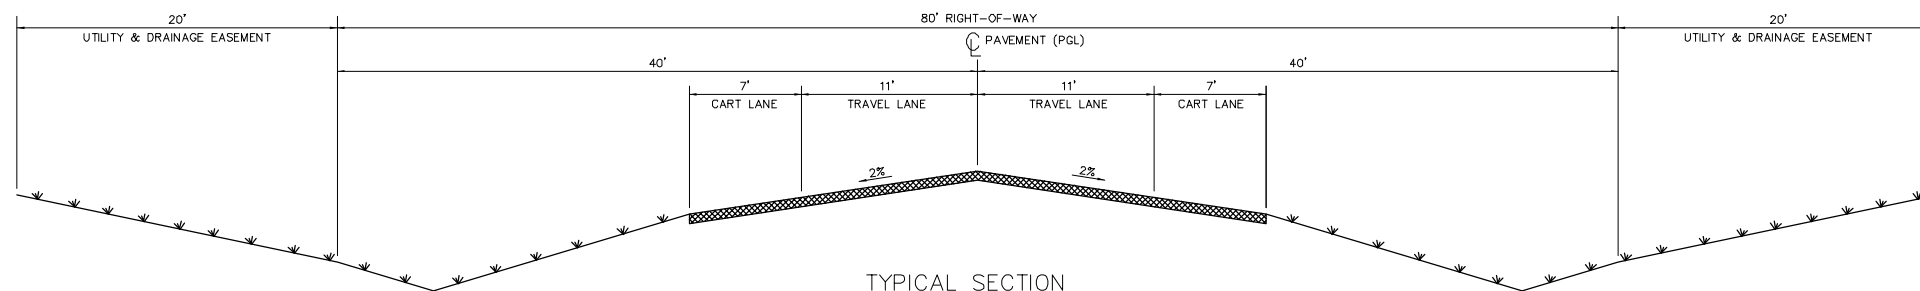 20' 80' RIGHT-OF-WAY 20'
UTILITY & DRAINAGE EASEMENT ℄ PAVEMENT (PGL) UTILITY & DRAINAGE EASEMENT
40' 40'
7' 11' 11' 7'
CART LANE TRAVEL LANE TRAVEL LANE CART LANE
2% 2%
TYPICAL SECTION